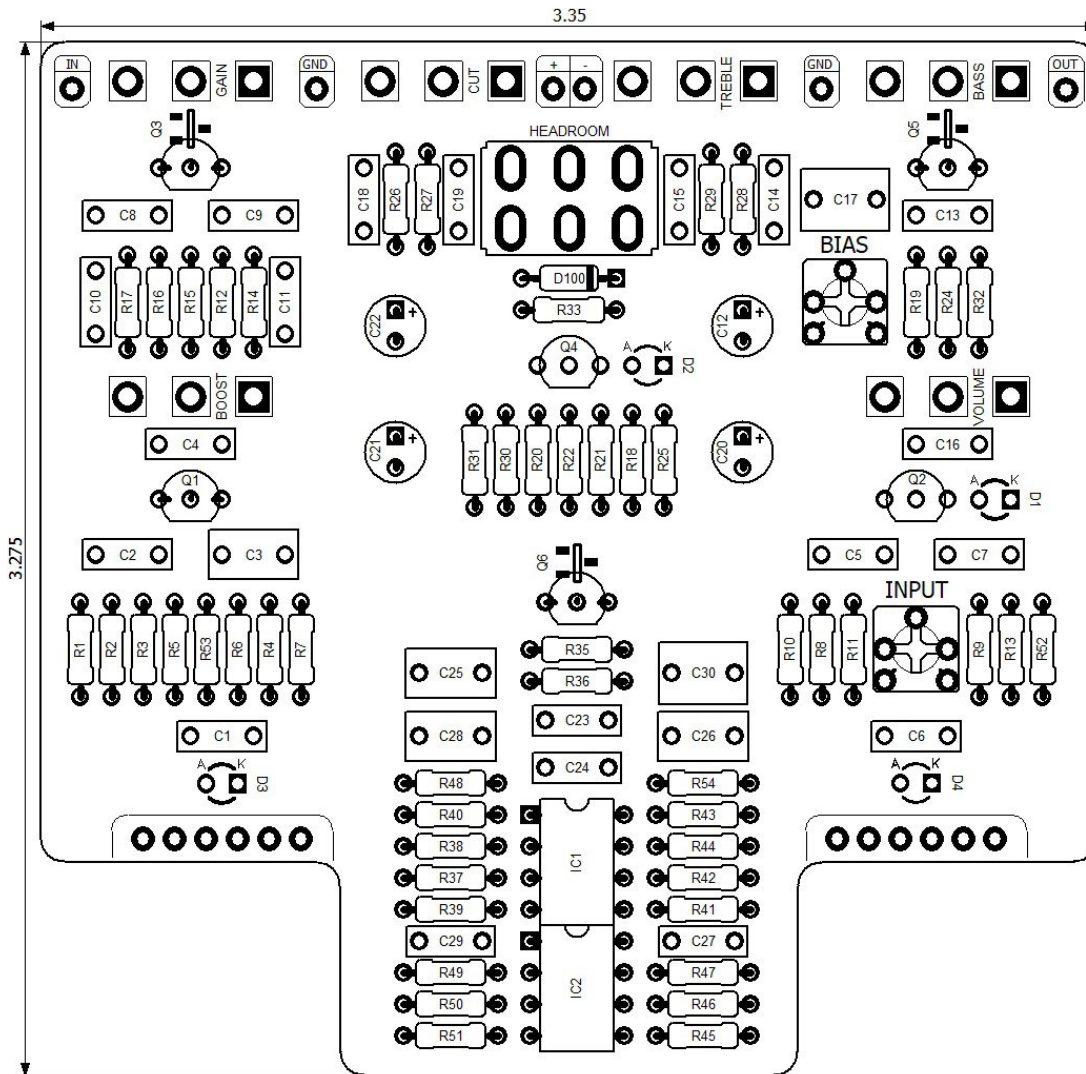 3.35
IN
GAIN
GND
CUT
+ -
TREBLE
GND
BASS
OUT
Q3
HEADROOM
Q5
C18
R26
R27
C19
C15
R29
R28
C14
C17
C8
C9
C13
BIAS
C10
R17
R16
R15
R12
R14
C11
D100
R33
C22
+
C12
+
R19
R24
R32
Q4
A K
D2
BOOST
VOLUME
C4
C21
+
R31
R30
R20
R22
R21
R18
R25
C20
+
C16
Q1
Q2
A K
D1
3.275
C2
C3
Q6
C5
C7
INPUT
R1
R2
R3
R5
R53
R6
R4
R7
R35
R36
R10
R8
R11
R9
R13
R52
C25
C30
C23
C1
C28
C26
C6
C24
A K
D3
A K
D4
R48
R54
R40
R43
R38
IC1
R44
R37
R42
R39
R41
C29
C27
R49
R47
R50
IC2
R46
R51
R45